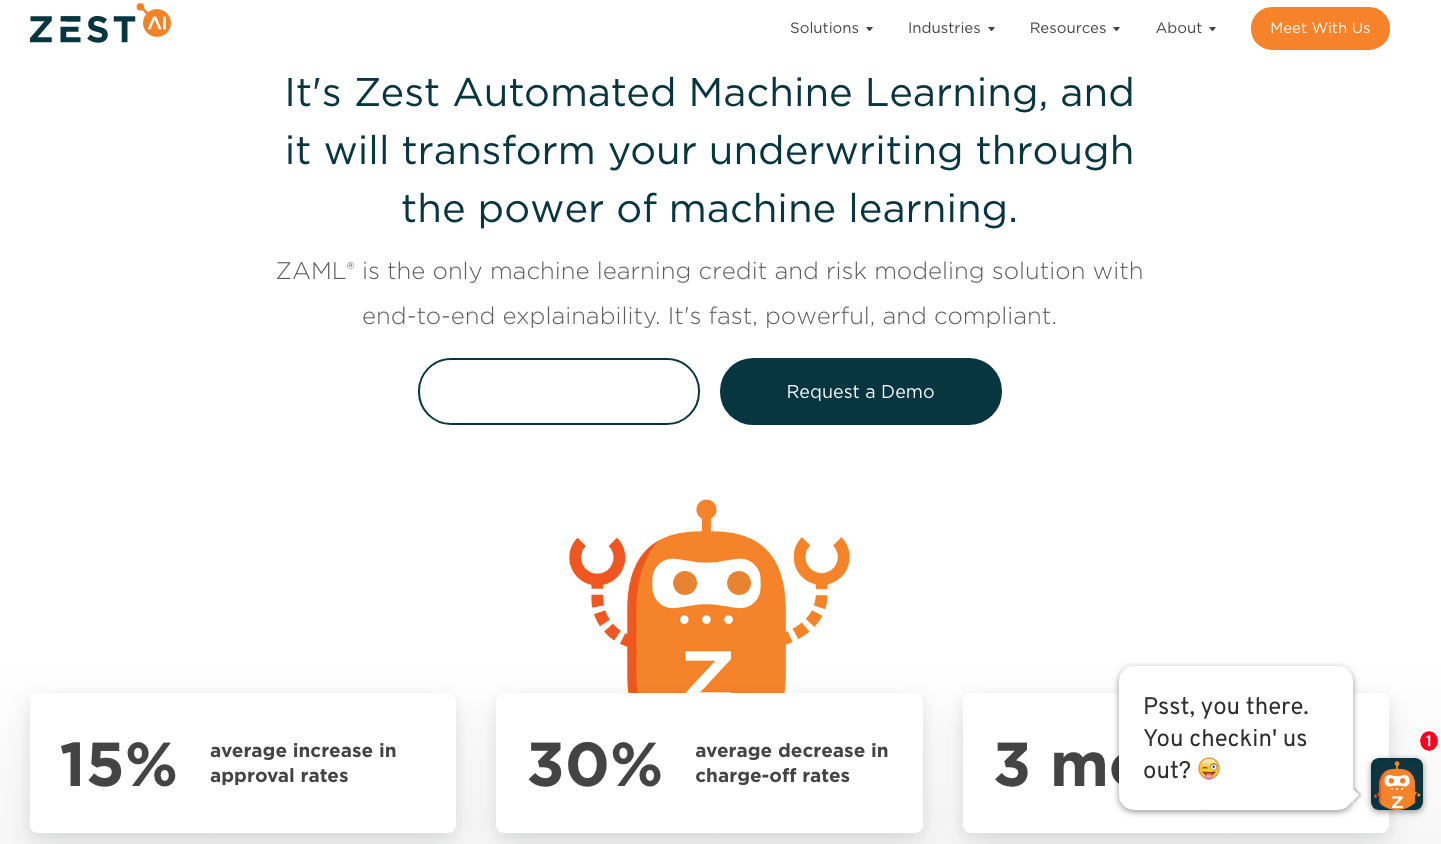 ZEST AI
Solutions
Industries
Resources
About
Meet With Us
It's Zest Automated Machine Learning, and
it will transform your underwriting through
the power of machine learning.
ZAML® is the only machine learning credit and risk modeling solution with
end-to-end explainability. It's fast, powerful, and compliant.
Request a Demo
Z
15%
average increase in
approval rates
30%
average decrease in
charge-off rates
3
Psst, you there.
You checkin' us
out? 😜
1
Z